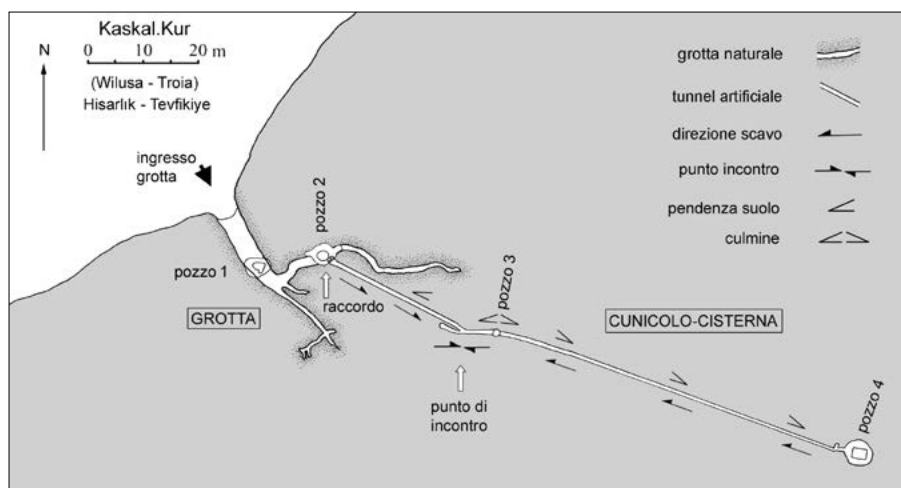 Kaskal.Kur
N
0 10 20 m
(Wilusa - Troia)
Hisarlık - Tevfikiye
ingresso
grotta
pozzo 1
GROTTA
pozzo 2
raccordo
punto di
incontro
pozzo 3
CUNICOLO-CISTERNA
pozzo 4
grotta naturale
tunnel artificiale
direzione scavo
punto incontro
pendenza suolo
culmine